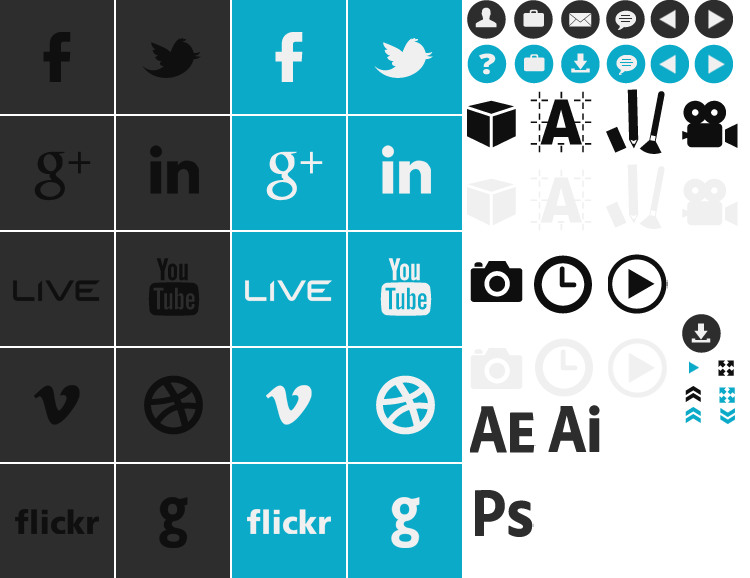 f f
g+ in g+ in
LIVE You Tube LIVE You Tube
flickr g flickr g
?
A
A
AE Ai
Ps